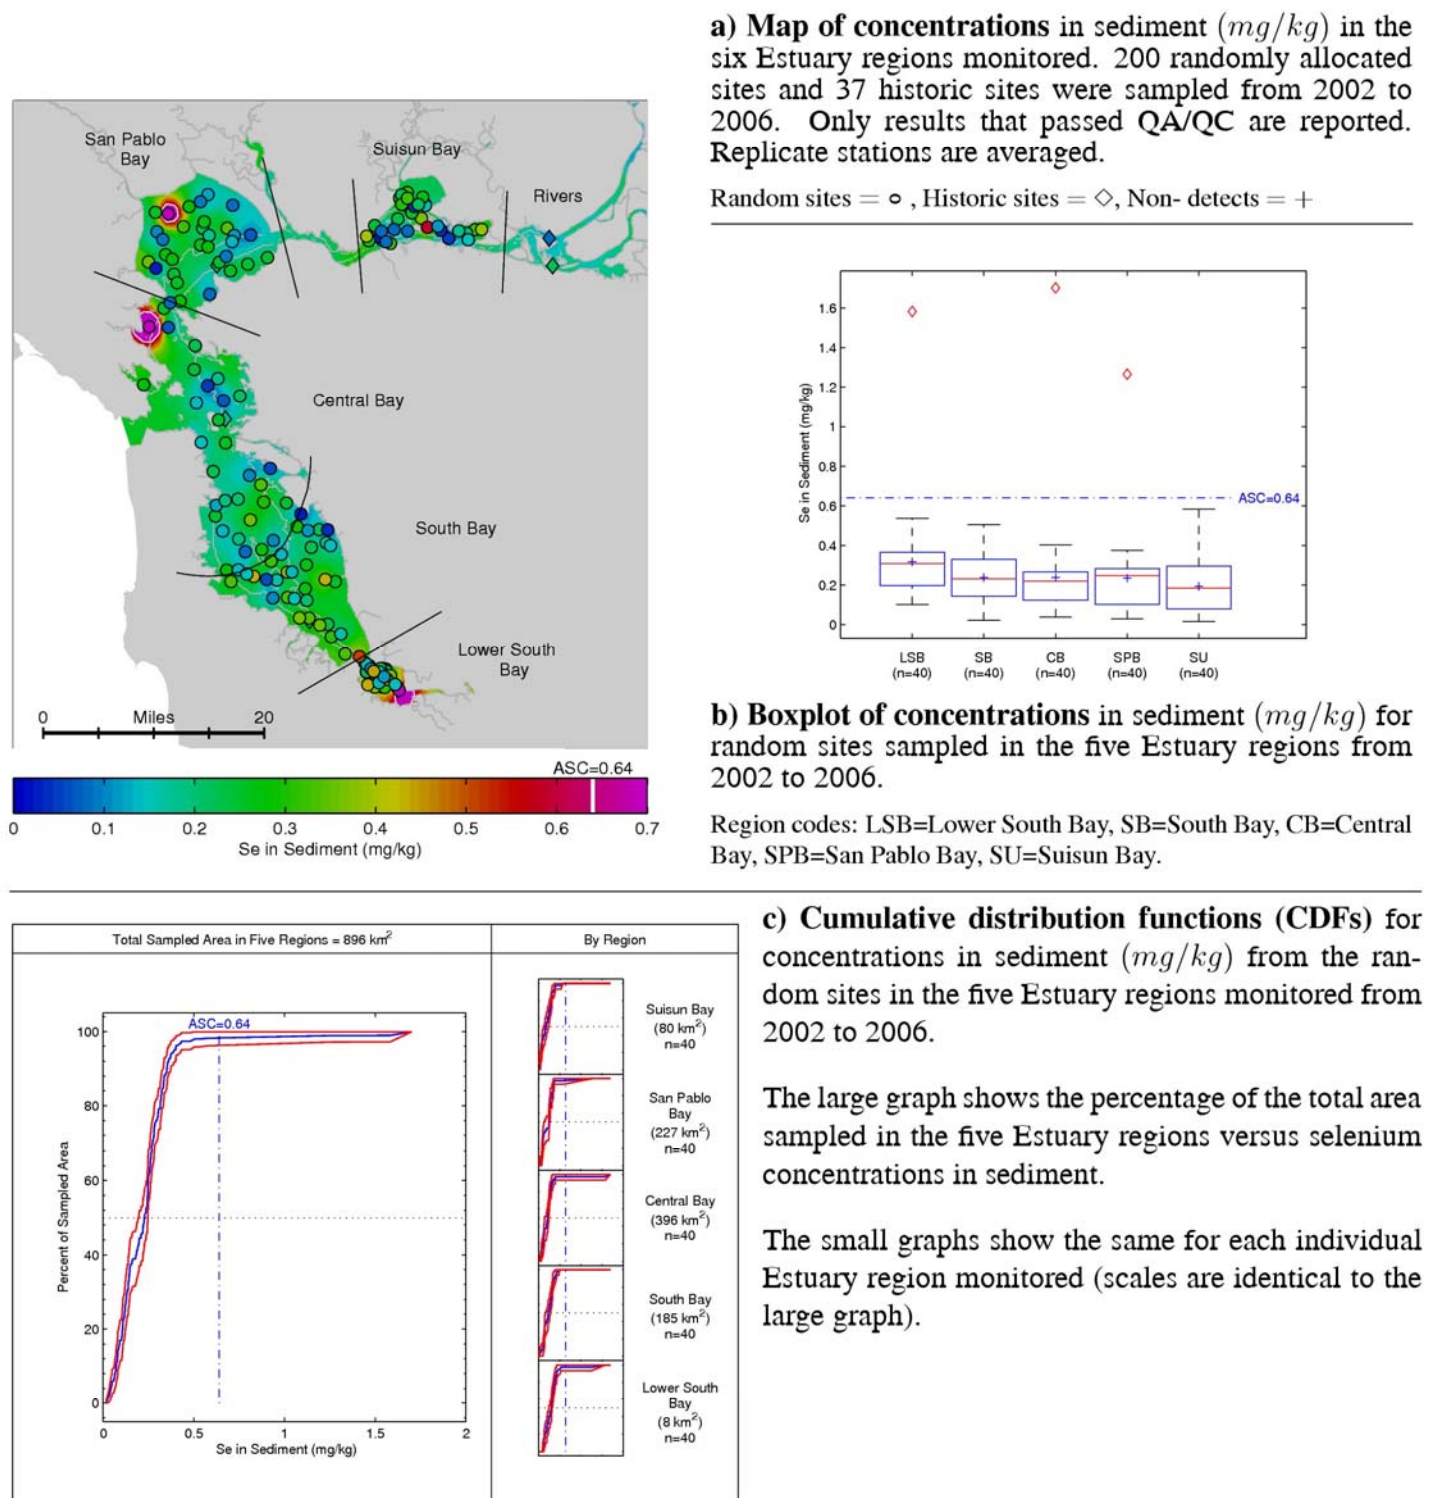 a) Map of concentrations in sediment (mg/kg) in the
six Estuary regions monitored. 200 randomly allocated
sites and 37 historic sites were sampled from 2002 to
2006. Only results that passed QA/QC are reported.
Replicate stations are averaged.
Random sites = o , Historic sites = ◇, Non- detects = +
San Pablo
Bay
Suisun Bay
Rivers
Central Bay
South Bay
Lower South
Bay
0 Miles 20
ASC=0.64
0 0.1 0.2 0.3 0.4 0.5 0.6 0.7
Se in Sediment (mg/kg)
Se in Sediment (mg/kg)
1.6
1.4
1.2
1
0.8
0.6
0.4
0.2
0
ASC=0.64
LSB SB CB SPB SU
(n=40) (n=40) (n=40) (n=40) (n=40)
b) Boxplot of concentrations in sediment (mg/kg) for
random sites sampled in the five Estuary regions from
2002 to 2006.
Region codes: LSB=Lower South Bay, SB=South Bay, CB=Central
Bay, SPB=San Pablo Bay, SU=Suisun Bay.
Total Sampled Area in Five Regions = 896 km²
By Region
ASC=0.64
Percent of Sampled Area
100
80
60
40
20
0
0 0.5 1 1.5 2
Se in Sediment (mg/kg)
Suisun Bay
(80 km²)
n=40
San Pablo
Bay
(227 km²)
n=40
Central Bay
(396 km²)
n=40
South Bay
(185 km²)
n=40
Lower South
Bay
(8 km²)
n=40
c) Cumulative distribution functions (CDFs) for
concentrations in sediment (mg/kg) from the ran-
dom sites in the five Estuary regions monitored from
2002 to 2006.
The large graph shows the percentage of the total area
sampled in the five Estuary regions versus selenium
concentrations in sediment.
The small graphs show the same for each individual
Estuary region monitored (scales are identical to the
large graph).